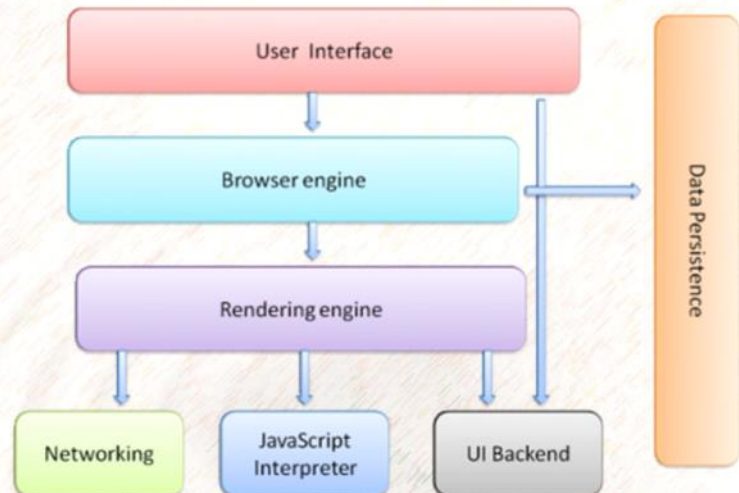 User Interface
Browser engine
Data Persistence
Rendering engine
Networking
JavaScript
Interpreter
UI Backend